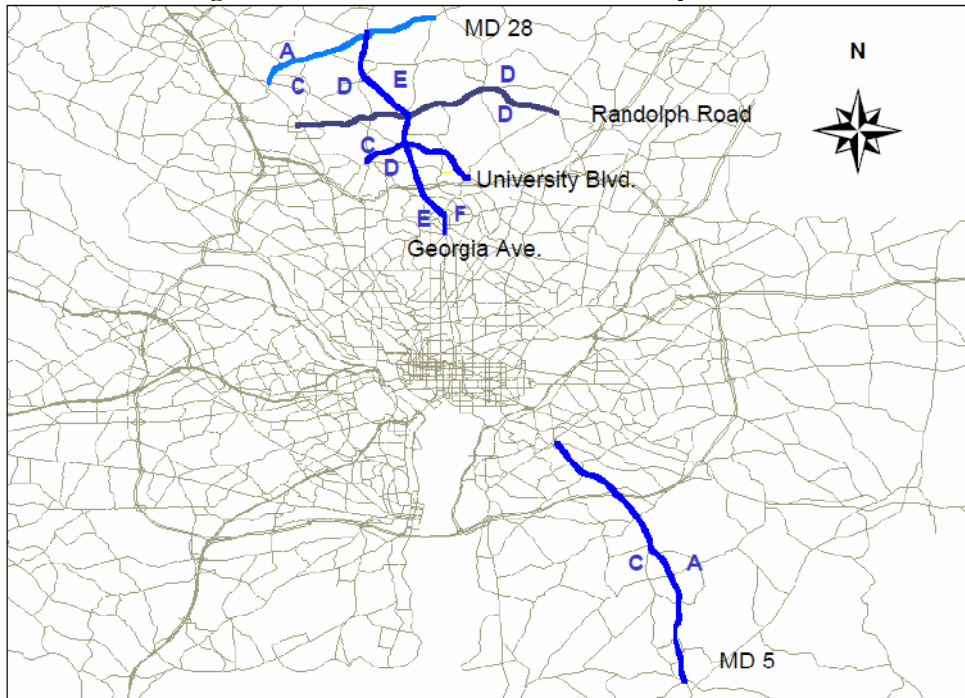 MD 28
A
N
C
D
E
D
D
Randolph Road
C
D
University Blvd.
E
F
Georgia Ave.
C
A
MD 5